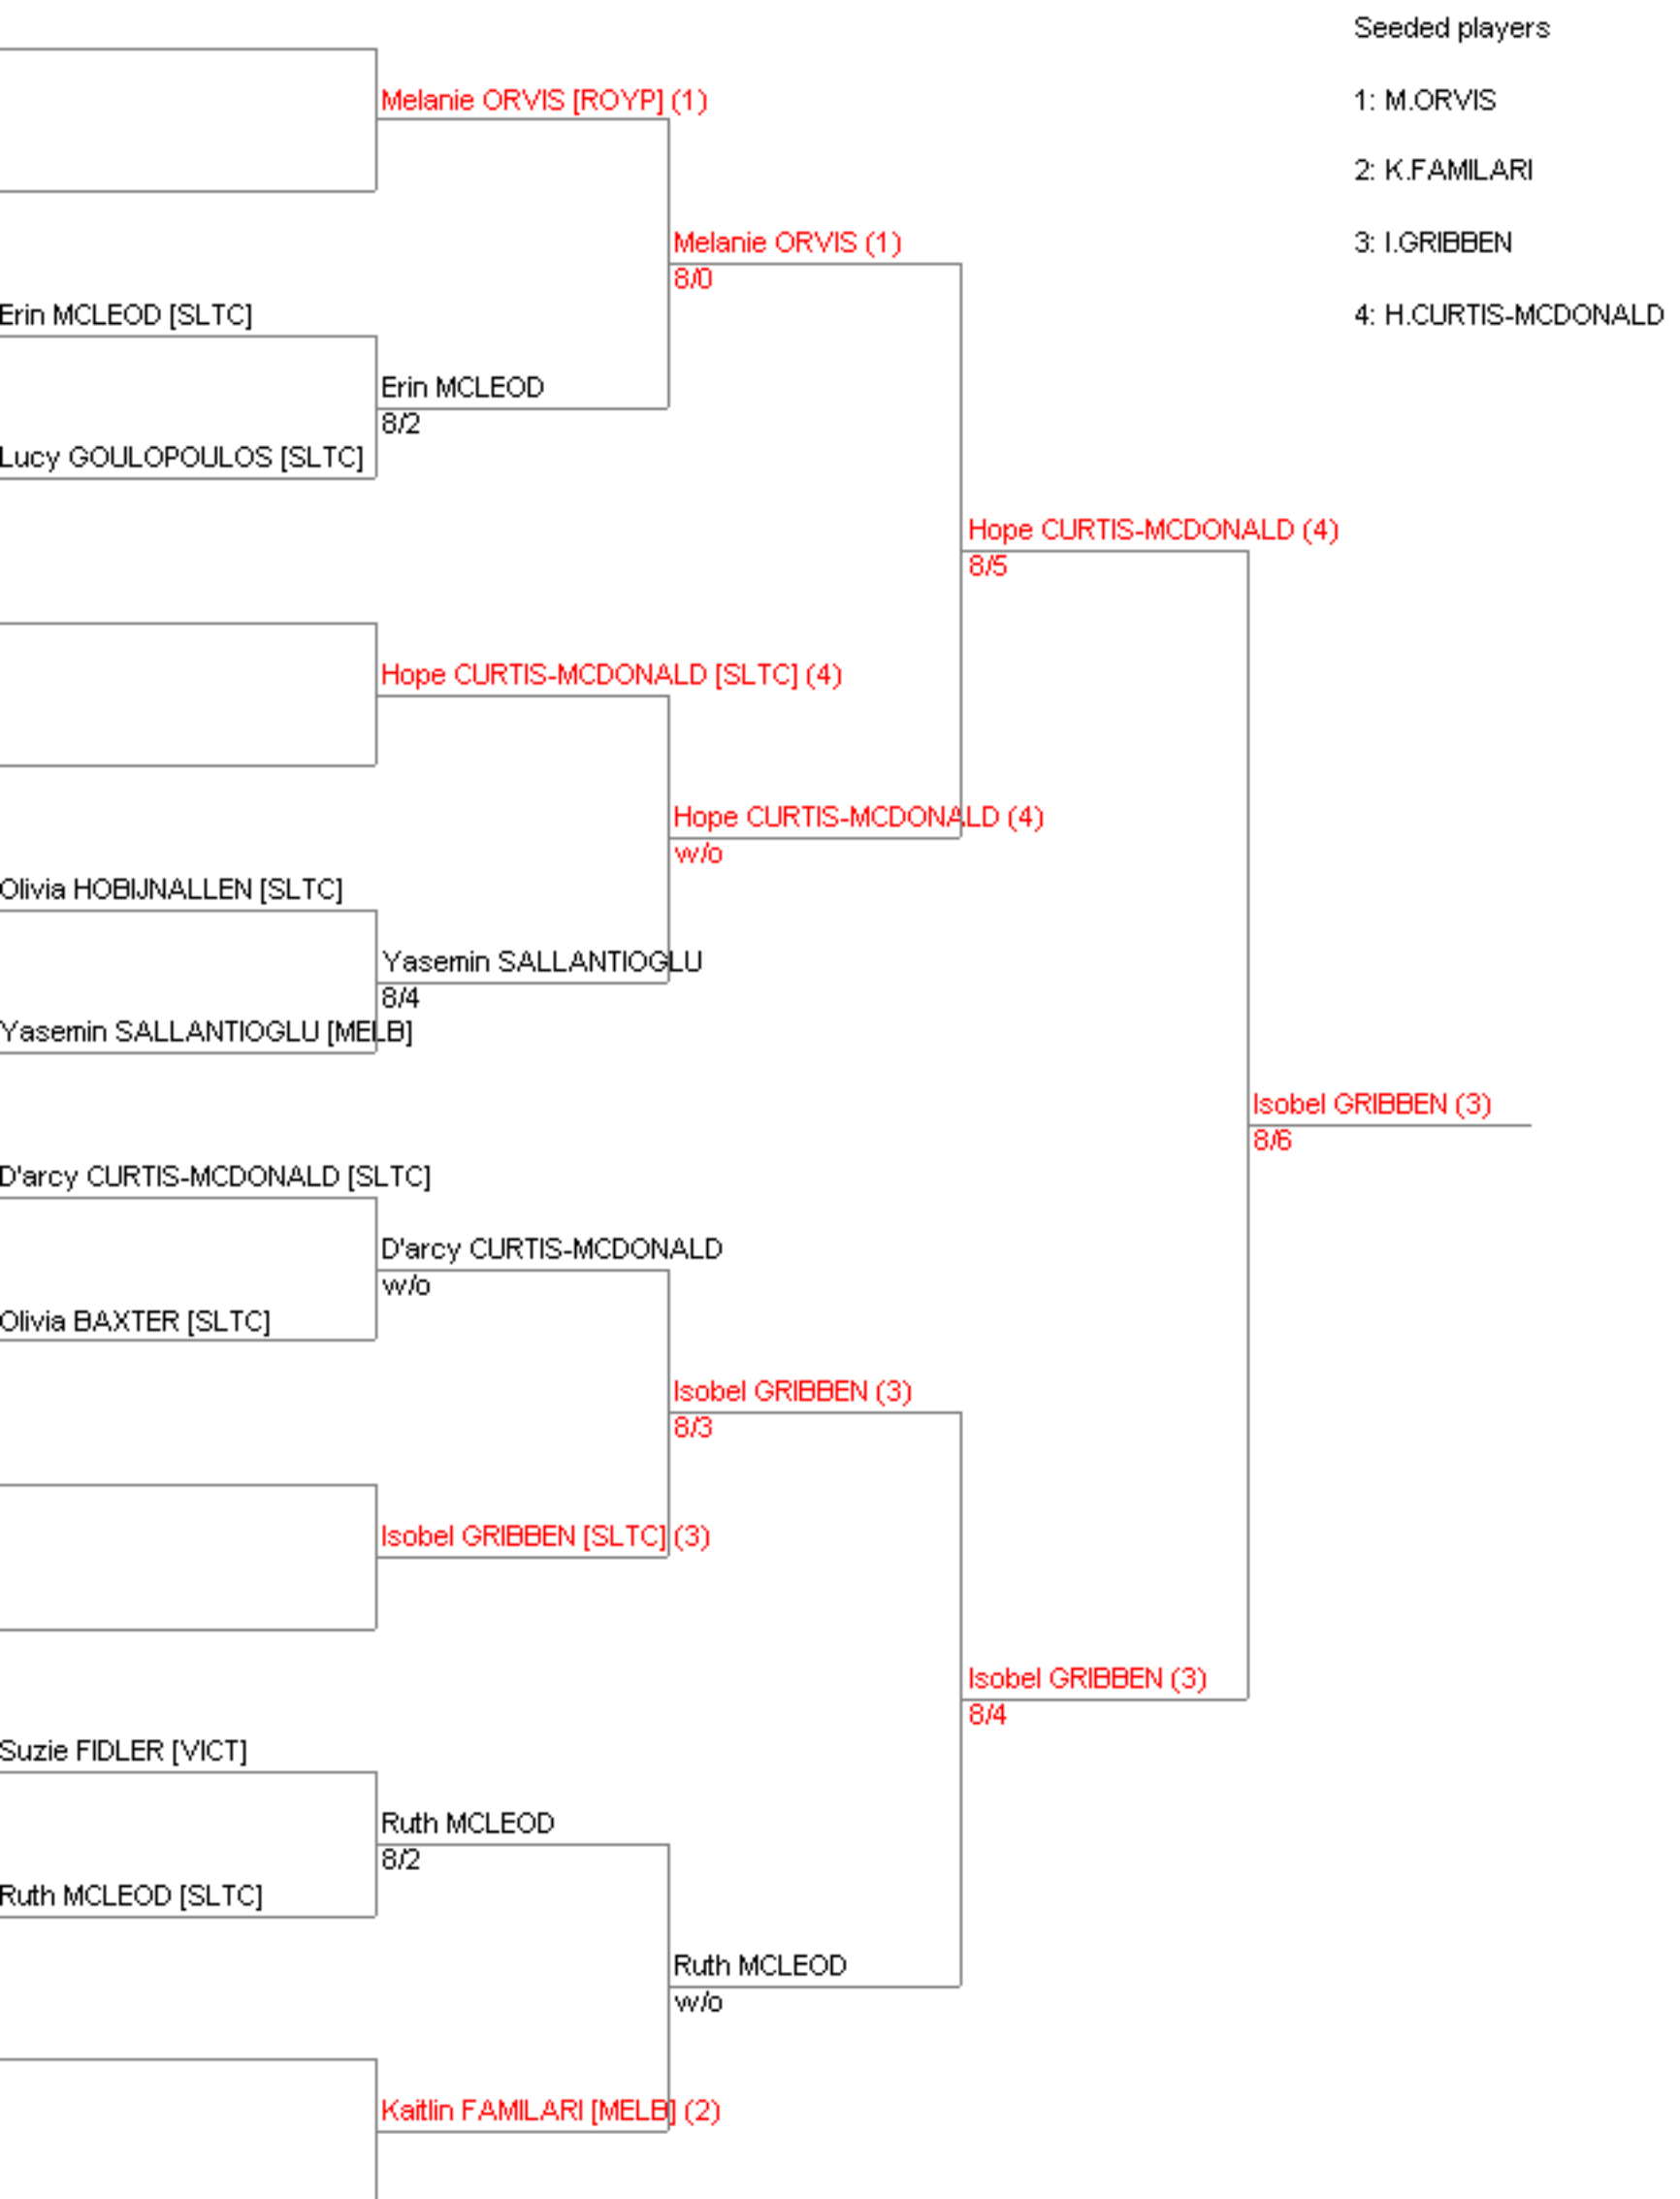 Seeded players
Melanie ORVIS [ROYP] (1)
1: M.ORVIS
2: K.FAMILARI
Melanie ORVIS (1)
3: I.GRIBBEN
8/0
Erin MCLEOD [SLTC]
4: H.CURTIS-MCDONALD
Erin MCLEOD
8/2
Lucy GOULOPOULOS [SLTC]
Hope CURTIS-MCDONALD (4)
8/5
Hope CURTIS-MCDONALD [SLTC] (4)
Hope CURTIS-MCDONALD (4)
w/o
Olivia HOBIJNALLEN [SLTC]
Yasemin SALLANTIOGLU
8/4
Yasemin SALLANTIOGLU [MELB]
Isobel GRIBBEN (3)
8/6
D'arcy CURTIS-MCDONALD [SLTC]
D'arcy CURTIS-MCDONALD
w/o
Olivia BAXTER [SLTC]
Isobel GRIBBEN (3)
8/3
Isobel GRIBBEN [SLTC] (3)
Isobel GRIBBEN (3)
8/4
Suzie FIDLER [VICT]
Ruth MCLEOD
8/2
Ruth MCLEOD [SLTC]
Ruth MCLEOD
w/o
Kaitlin FAMILARI [MELB] (2)